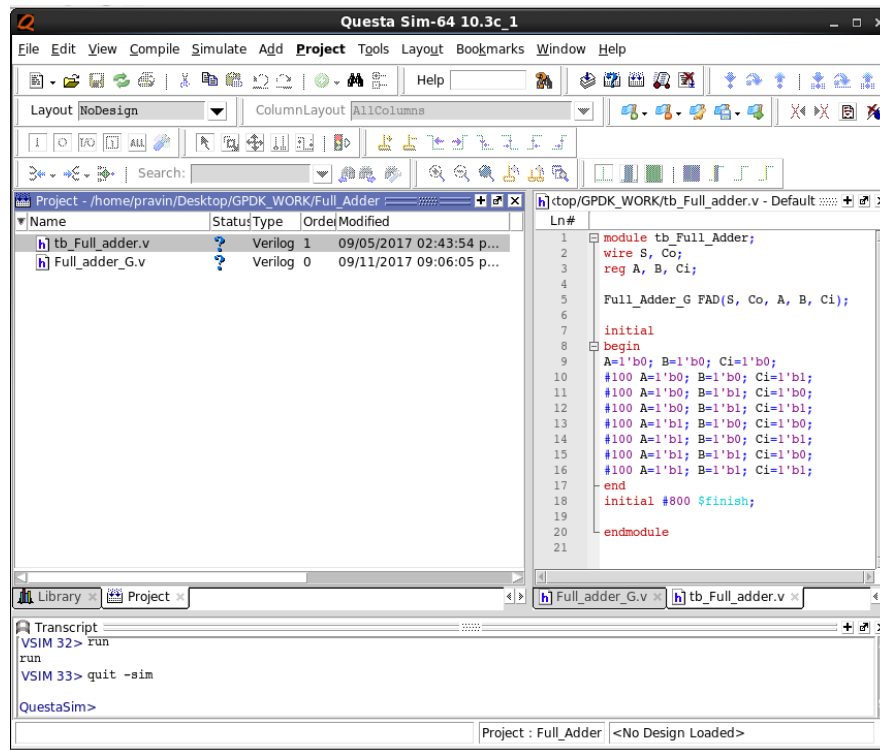 Questa Sim-64 10.3c_1
File Edit View Compile Simulate Add Project Tools Layout Bookmarks Window Help
Help
Layout NoDesign ColumnLayout AllColumns
Search:
Project - /home/pravin/Desktop/GPDK_WORK/Full_Adder
Name Status Type Order Modified
tb_Full_adder.v ? Verilog 1 09/05/2017 02:43:54 p...
Full_adder_G.v ? Verilog 0 09/11/2017 09:06:05 p...
Library Project
ctop/GPDK_WORK/tb_Full_adder.v - Default
Ln#
1 module tb_Full_Adder;
2 wire S, Co;
3 reg A, B, Ci;
4
5 Full_Adder_G FAD(S, Co, A, B, Ci);
6
7 initial
8 begin
9 A=1'b0; B=1'b0; Ci=1'b0;
10 #100 A=1'b0; B=1'b0; Ci=1'b1;
11 #100 A=1'b0; B=1'b1; Ci=1'b0;
12 #100 A=1'b0; B=1'b1; Ci=1'b1;
13 #100 A=1'b1; B=1'b0; Ci=1'b0;
14 #100 A=1'b1; B=1'b0; Ci=1'b1;
15 #100 A=1'b1; B=1'b1; Ci=1'b0;
16 #100 A=1'b1; B=1'b1; Ci=1'b1;
17 end
18 initial #800 $finish;
19
20 endmodule
21
Full_adder_G.v tb_Full_adder.v
Transcript
VSIM 32> run
run
VSIM 33> quit -sim
QuestaSim>
Project : Full_Adder <No Design Loaded>